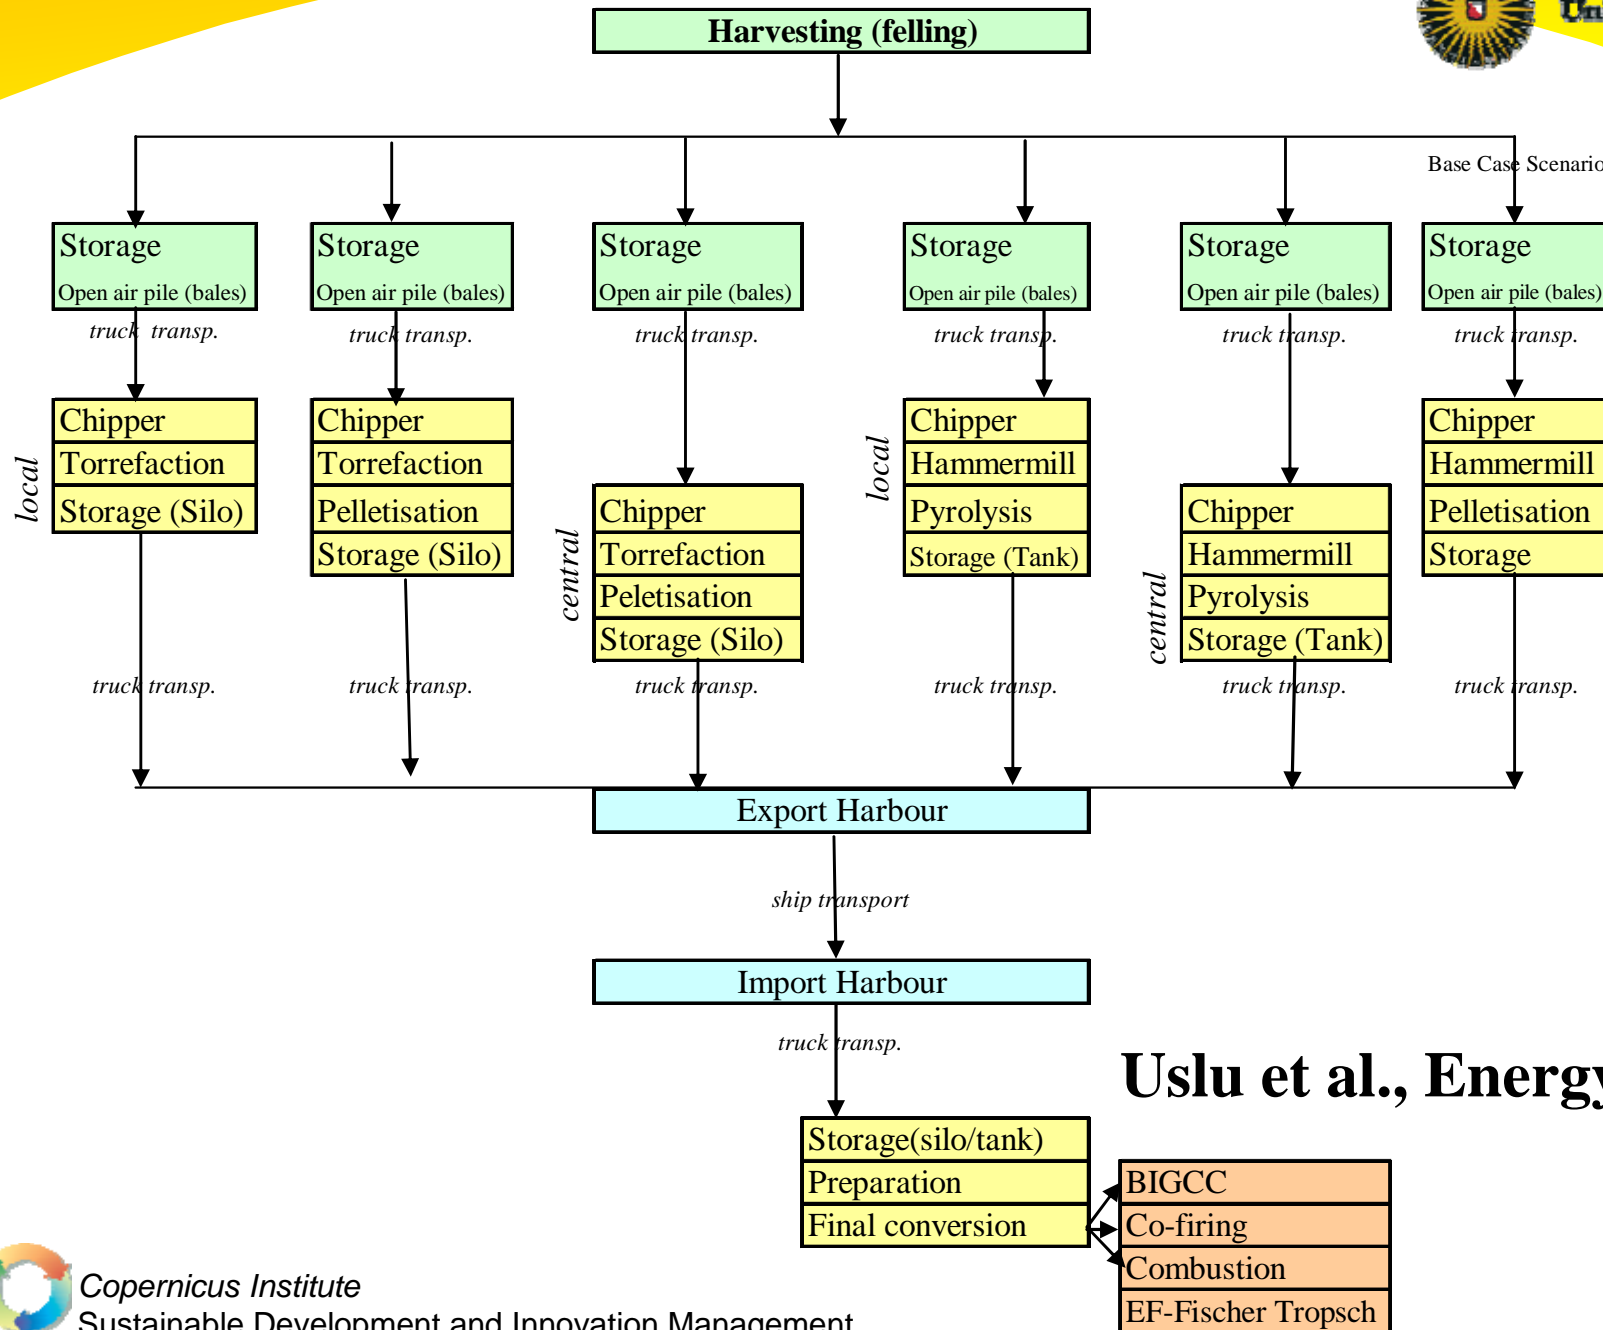 Harvesting (felling)
Base Case Scenario
Storage
Open air pile (bales)
Storage
Open air pile (bales)
Storage
Open air pile (bales)
Storage
Open air pile (bales)
Storage
Open air pile (bales)
Storage
Open air pile (bales)
truck transp.
truck transp.
truck transp.
truck transp.
truck transp.
truck transp.
local
Chipper
Torrefaction
Storage (Silo)
Chipper
Torrefaction
Pelletisation
Storage (Silo)
central
Chipper
Torrefaction
Peletisation
Storage (Silo)
local
Chipper
Hammermill
Pyrolysis
Storage (Tank)
central
Chipper
Hammermill
Pyrolysis
Storage (Tank)
Chipper
Hammermill
Pelletisation
Storage
truck transp.
truck transp.
truck transp.
truck transp.
truck transp.
truck transp.
Export Harbour
ship transport
Import Harbour
truck transp.
Uslu et al., Energy
Storage(silo/tank)
Preparation
Final conversion
BIGCC
Co-firing
Combustion
EF-Fischer Tropsch
Copernicus Institute
Sustainable Development and Innovation Management